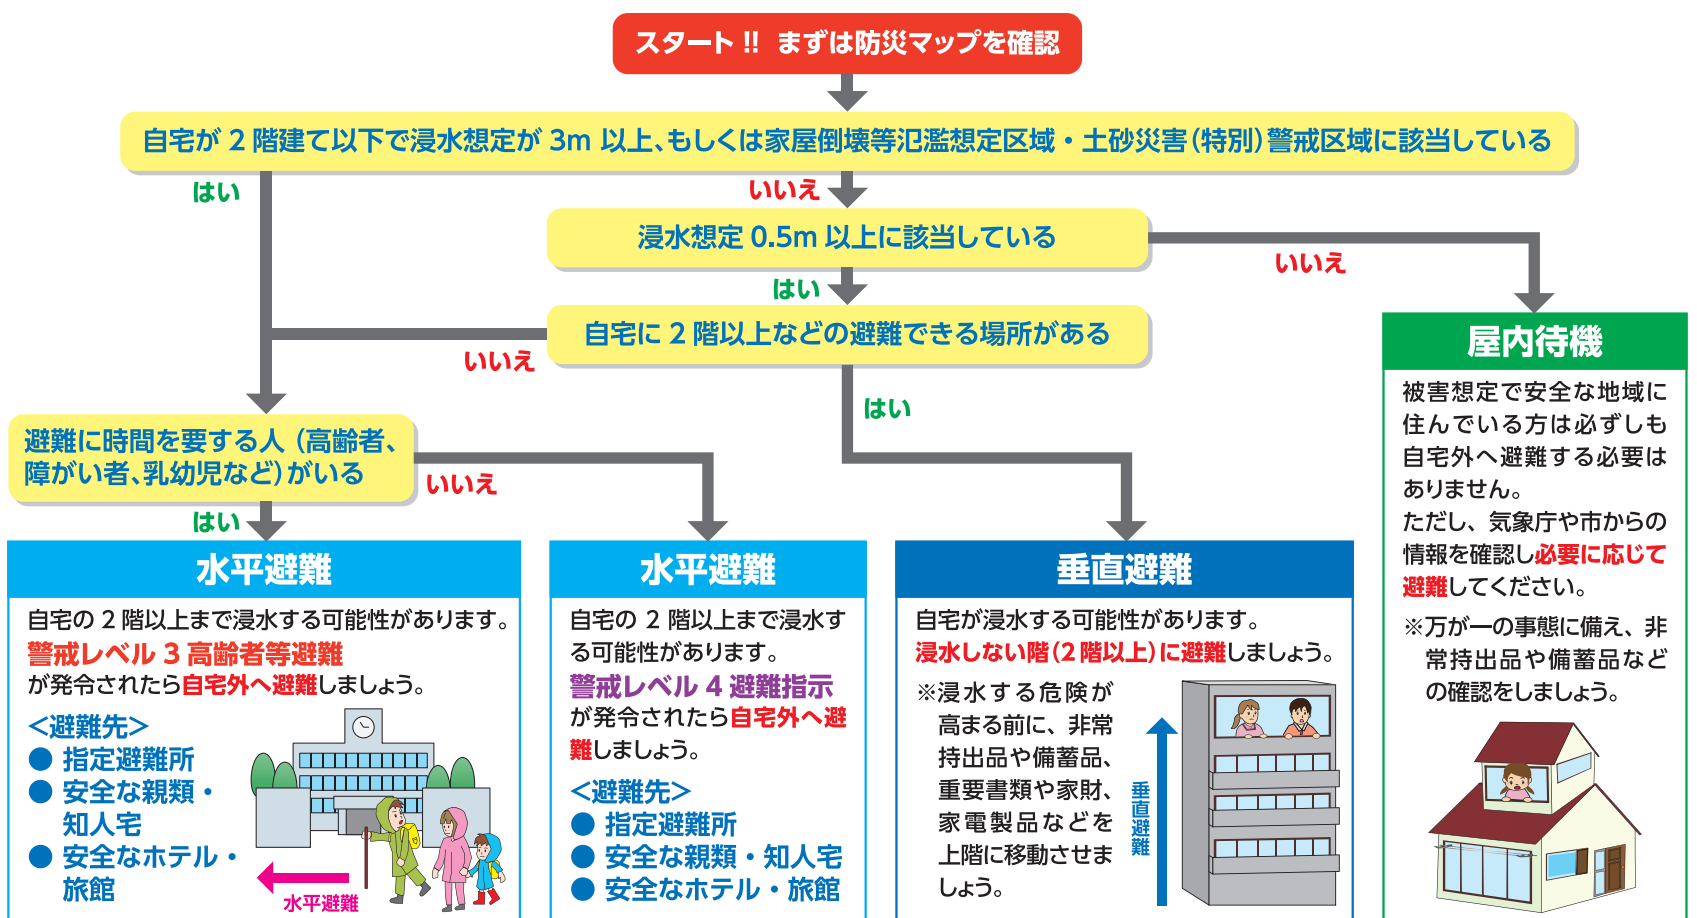 スタート!! まずは防災マップを確認
自宅が2階建て以下で浸水想定が3m以上、もしくは家屋倒壊等氾濫想定区域・土砂災害(特別)警戒区域に該当している
はい
いいえ
浸水想定0.5m以上に該当している
いいえ
はい
自宅に2階以上などの避難できる場所がある
いいえ
はい
避難に時間を要する人(高齢者、
障がい者、乳幼児など)がいる
いいえ
はい
水平避難
自宅の2階以上まで浸水する可能性があります。
警戒レベル3高齢者等避難
が発令されたら自宅外へ避難しましょう。
<避難先>
● 指定避難所
● 安全な親類・
知人宅
● 安全なホテル・
旅館
水平避難
水平避難
自宅の2階以上まで浸水す
る可能性があります。
警戒レベル4避難指示
が発令されたら自宅外へ避
難しましょう。
<避難先>
● 指定避難所
● 安全な親類・知人宅
● 安全なホテル・旅館
垂直避難
自宅が浸水する可能性があります。
浸水しない階(2階以上)に避難しましょう。
※浸水する危険が
高まる前に、非常
持出品や備蓄品、
重要書類や家財、
家電製品などを
上階に移動させま
しょう。
垂直避難
屋内待機
被害想定で安全な地域に
住んでいる方は必ずしも
自宅外へ避難する必要は
ありません。
ただし、気象庁や市からの
情報を確認し必要に応じて
避難してください。
※万が一の事態に備え、非
常持出品や備蓄品など
の確認をしましょう。